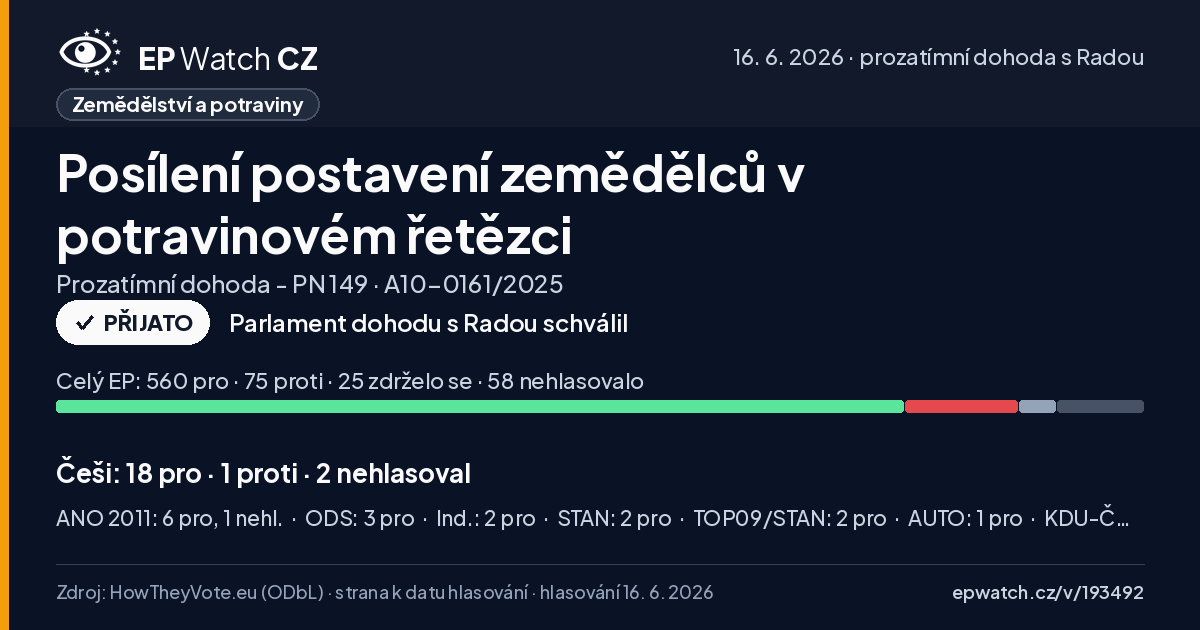 EP Watch CZ
16. 6. 2026 · prozatímní dohoda s Radou
Zemědělství a potraviny
Posílení postavení zemědělců v
potravinovém řetězci
Prozatímní dohoda - PN 149 · A10-0161/2025
✓ PŘIJATO Parlament dohodu s Radou schválil
Celý EP: 560 pro · 75 proti · 25 zdrželo se · 58 nehlasovalo
Češi: 18 pro · 1 proti · 2 nehlasoval
ANO 2011: 6 pro, 1 nehl. · ODS: 3 pro · Ind.: 2 pro · STAN: 2 pro · TOP09/STAN: 2 pro · AUTO: 1 pro · KDU-Č…
Zdroj: HowTheyVote.eu (ODbL) · strana k datu hlasování · hlasování 16. 6. 2026
epwatch.cz/v/193492